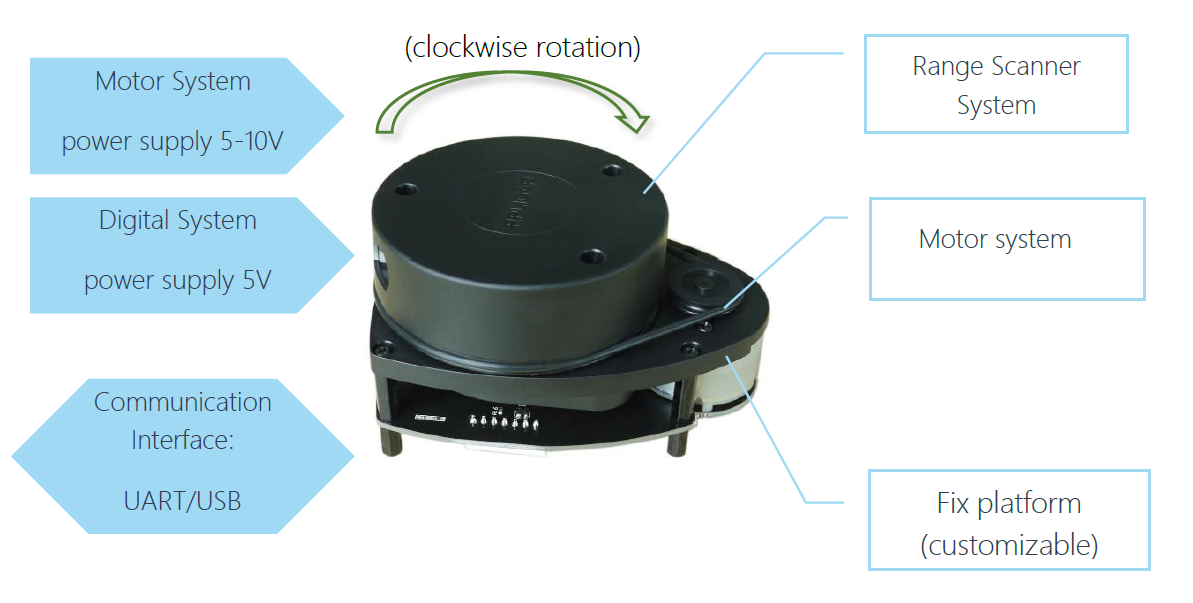 (clockwise rotation)
Motor System
power supply 5-10V
Digital System
power supply 5V
Communication
Interface:
UART/USB
RPLIDAR
Range Scanner
System
Motor system
Fix platform
(customizable)